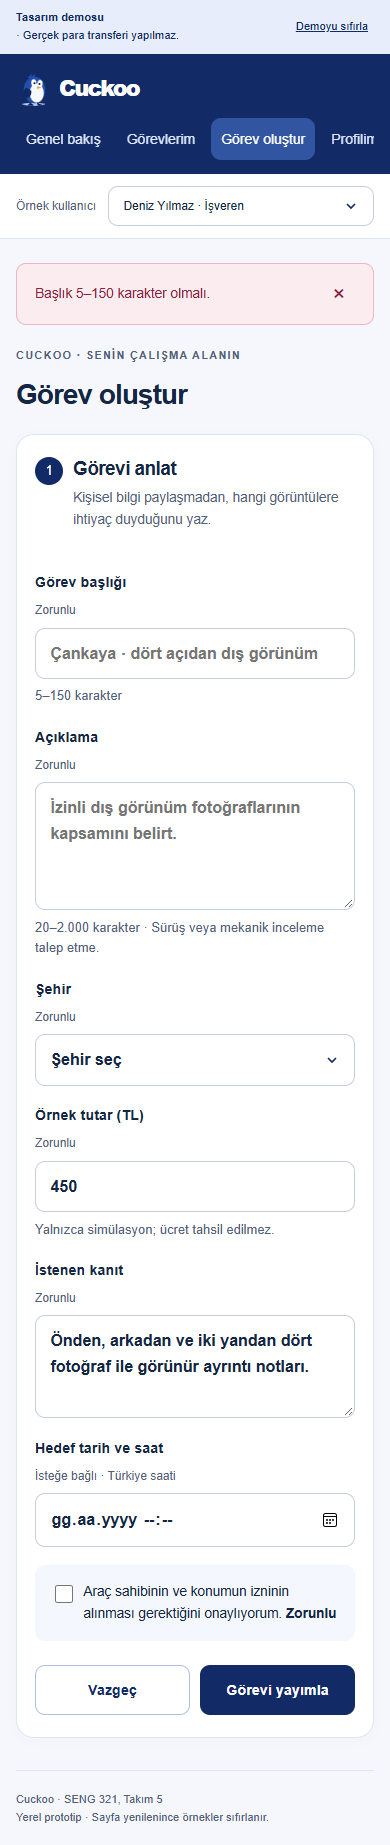 Tasarım demosu
· Gerçek para transferi yapılmaz.
Demoyu sıfırla
Cuckoo
Genel bakış
Görevlerim
Görev oluştur
Profilim
Örnek kullanıcı
Deniz Yılmaz · İşveren
Başlık 5–150 karakter olmalı.
CUCKOO · SENİN ÇALIŞMA ALANIN
Görev oluştur
1
Görevi anlat
Kişisel bilgi paylaşmadan, hangi görüntülere
ihtiyaç duyduğunu yaz.
Görev başlığı
Zorunlu
Çankaya · dört açıdan dış görünüm
5–150 karakter
Açıklama
Zorunlu
İzinli dış görünüm fotoğraflarının
kapsamını belirt.
20–2.000 karakter · Sürüş veya mekanik inceleme
talep etme.
Şehir
Zorunlu
Şehir seç
Örnek tutar (TL)
Zorunlu
450
Yalnızca simülasyon; ücret tahsil edilmez.
İstenen kanıt
Zorunlu
Önden, arkadan ve iki yandan dört
fotoğraf ile görünür ayrıntı notları.
Hedef tarih ve saat
İsteğe bağlı · Türkiye saati
gg.aa.yyyy --:--
Araç sahibinin ve konumun izninin
alınması gerektiğini onaylıyorum. Zorunlu
Vazgeç
Görevi yayımla
Cuckoo · SENG 321, Takım 5
Yerel prototip · Sayfa yenilenince örnekler sıfırlanır.